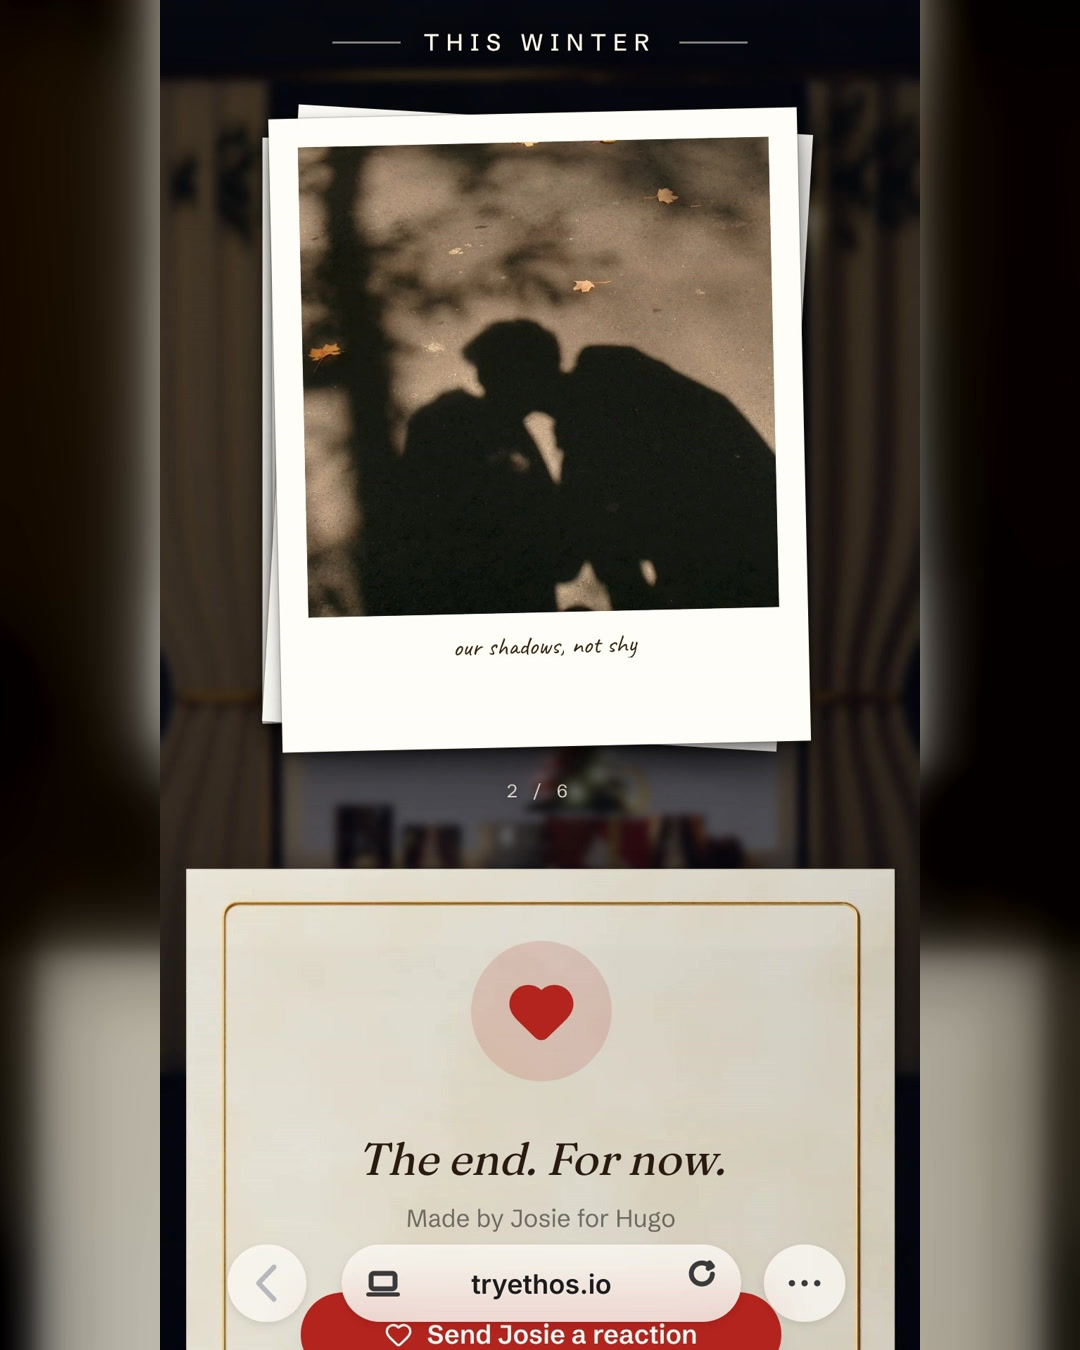 THIS WINTER
our shadows, not shy
2 / 6
The end. For now.
Made by Josie for Hugo
tryethos.io
Send Josie a reaction